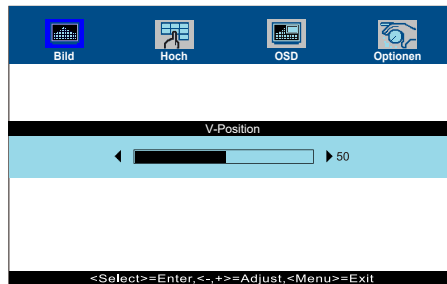 Bild Hoch OSD Optionen
V-Position
50
<Select>=Enter,<-,+>=Adjust,<Menu>=Exit